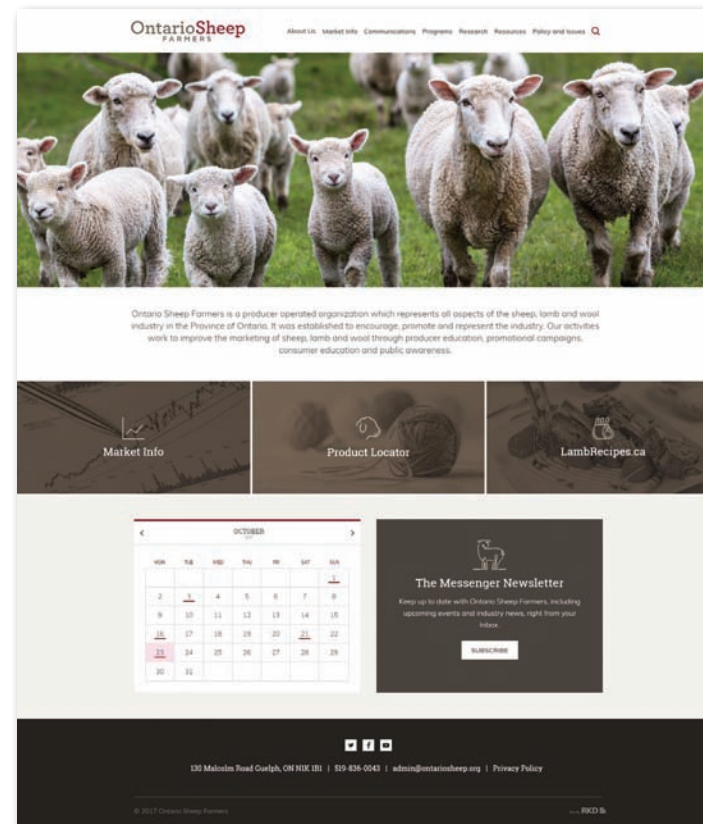 OntarioSheep
FARMERS
About Us Market Info Communications Programs Research Resources Policy and Issues
Ontario Sheep Farmers is a producer operated organization which represents all aspects of the sheep, lamb and wool
industry in the Province of Ontario. It was established to encourage, promote and represent the industry. Our activities
work to improve the marketing of sheep, lamb and wool through producer education, promotional campaigns,
consumer education and public awareness.
Market Info
Product Locator
LambRecipes.ca
OCTOBER
MON TUE WED THU FRI SAT SUN
1
2 3 4 5 6 7 8
9 10 11 12 13 14 15
16 17 18 19 20 21 22
23 24 25 26 27 28 29
30 31
The Messenger Newsletter
Keep up to date with Ontario Sheep Farmers, including
upcoming events and industry news, right from your
Inbox.
SUBSCRIBE
130 Malcolm Road Guelph, ON N1K 1B1 | 519-836-0043 | admin@ontariosheep.org | Privacy Policy
© 2017 Ontario Sheep Farmers
RKD